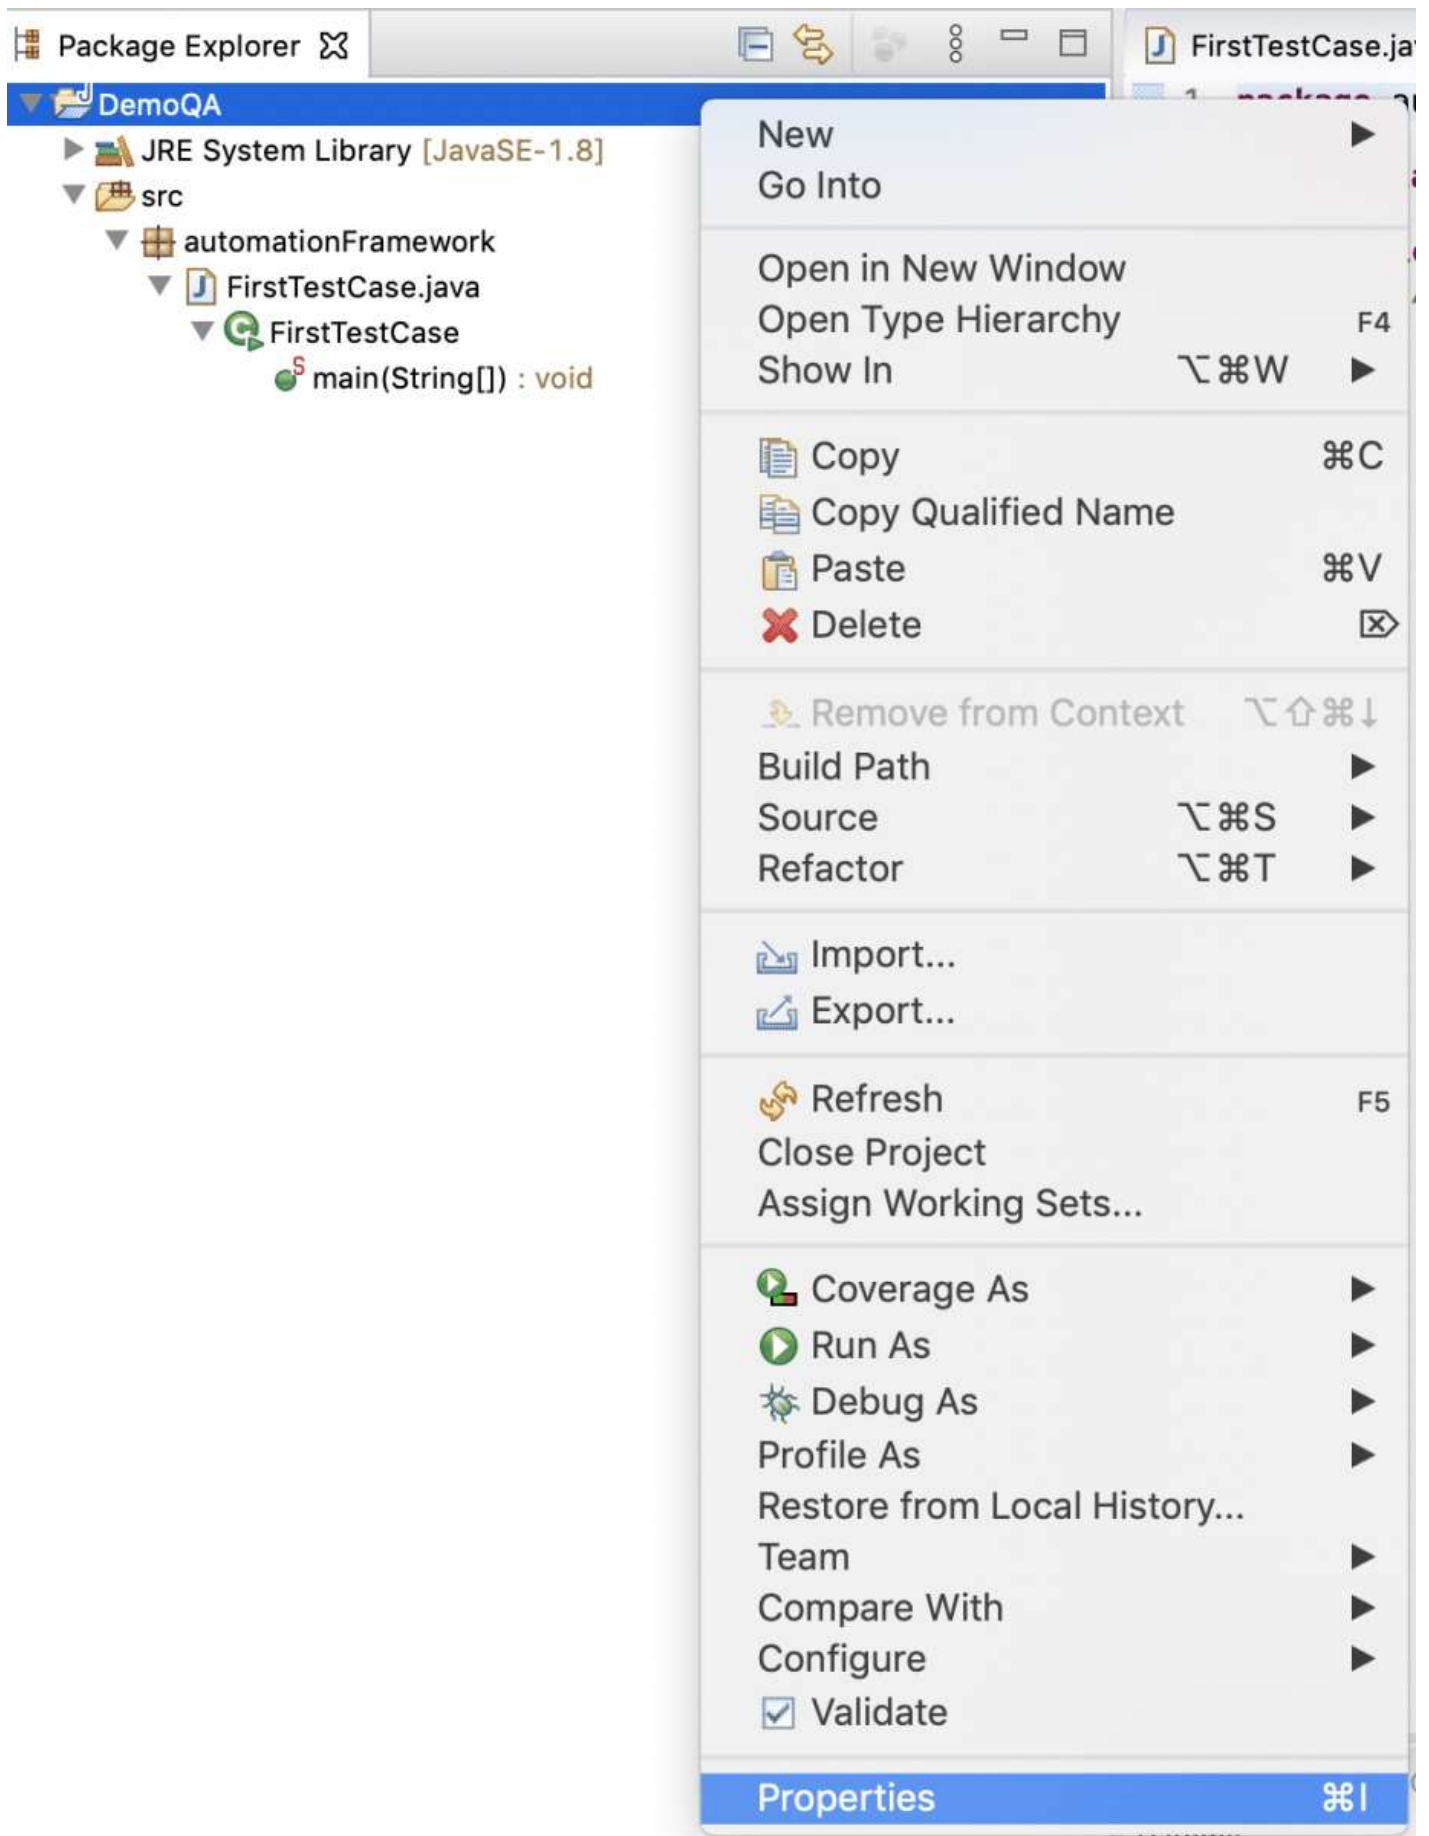 Package Explorer
FirstTestCase.ja
DemoQA
JRE System Library [JavaSE-1.8]
src
automationFramework
FirstTestCase.java
FirstTestCase
main(String[]) : void
1 package au
New
Go Into
Open in New Window
Open Type Hierarchy F4
Show In ⌥⌘W
Copy ⌘C
Copy Qualified Name
Paste ⌘V
Delete ⌦
Remove from Context ⌥⇧⌘↓
Build Path
Source ⌥⌘S
Refactor ⌥⌘T
Import...
Export...
Refresh F5
Close Project
Assign Working Sets...
Coverage As
Run As
Debug As
Profile As
Restore from Local History...
Team
Compare With
Configure
Validate
Properties ⌘I